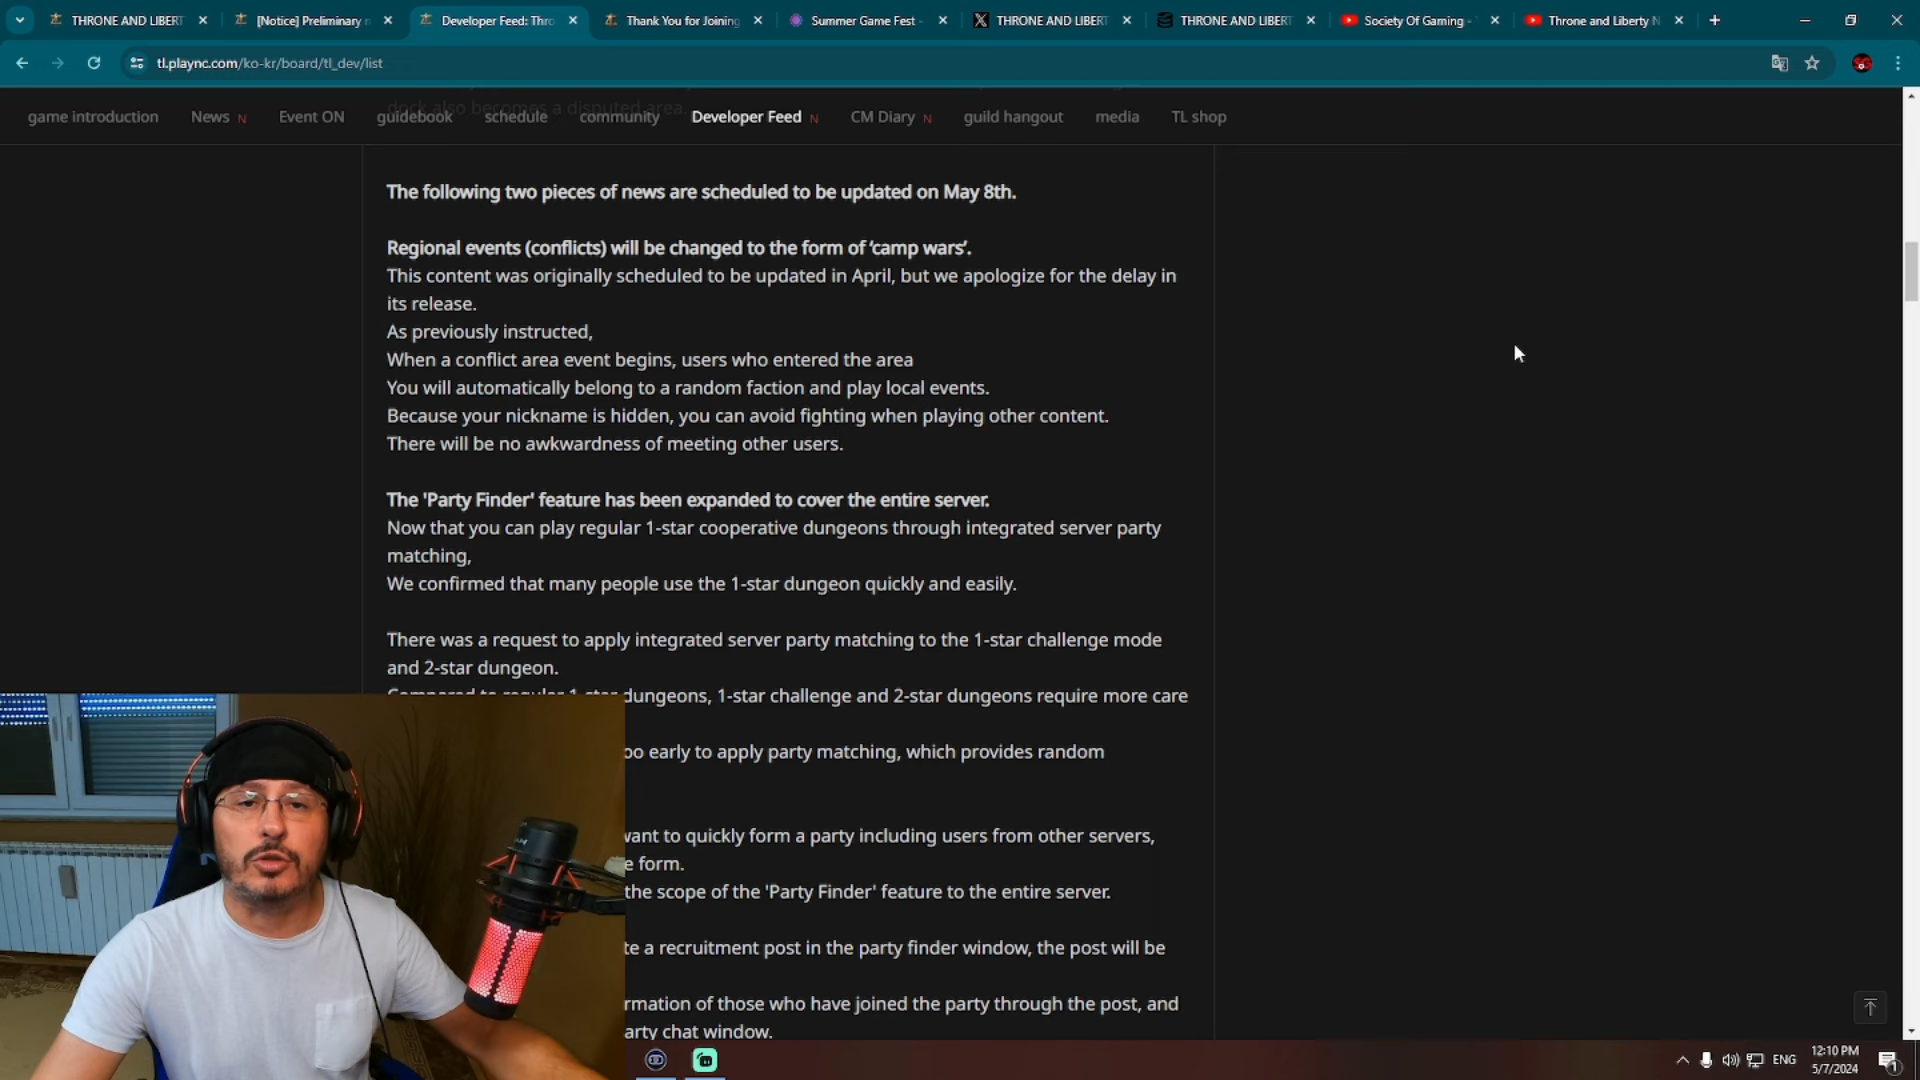 THRONE AND LIBERT
[Notice] Preliminary
Developer Feed: Thro
Thank You for Joining
Summer Game Fest -
THRONE AND LIBERT
THRONE AND LIBERT
Society Of Gaming -
Throne and Liberty N
tl.plaync.com/ko-kr/board/tl_dev/list
dock also becomes a disputed area.
game introduction News N Event ON guidebook schedule community Developer Feed N CM Diary N guild hangout media TL shop
The following two pieces of news are scheduled to be updated on May 8th.
Regional events (conflicts) will be changed to the form of ‘camp wars’.
This content was originally scheduled to be updated in April, but we apologize for the delay in
its release.
As previously instructed,
When a conflict area event begins, users who entered the area
You will automatically belong to a random faction and play local events.
Because your nickname is hidden, you can avoid fighting when playing other content.
There will be no awkwardness of meeting other users.
The 'Party Finder' feature has been expanded to cover the entire server.
Now that you can play regular 1-star cooperative dungeons through integrated server party
matching,
We confirmed that many people use the 1-star dungeon quickly and easily.
There was a request to apply integrated server party matching to the 1-star challenge mode
and 2-star dungeon.
Compared to regular 1-star dungeons, 1-star challenge and 2-star dungeons require more care
oo early to apply party matching, which provides random
want to quickly form a party including users from other servers,
e form.
the scope of the 'Party Finder' feature to the entire server.
te a recruitment post in the party finder window, the post will be
rmation of those who have joined the party through the post, and
arty chat window.
ENG
12:10 PM
5/7/2024
1